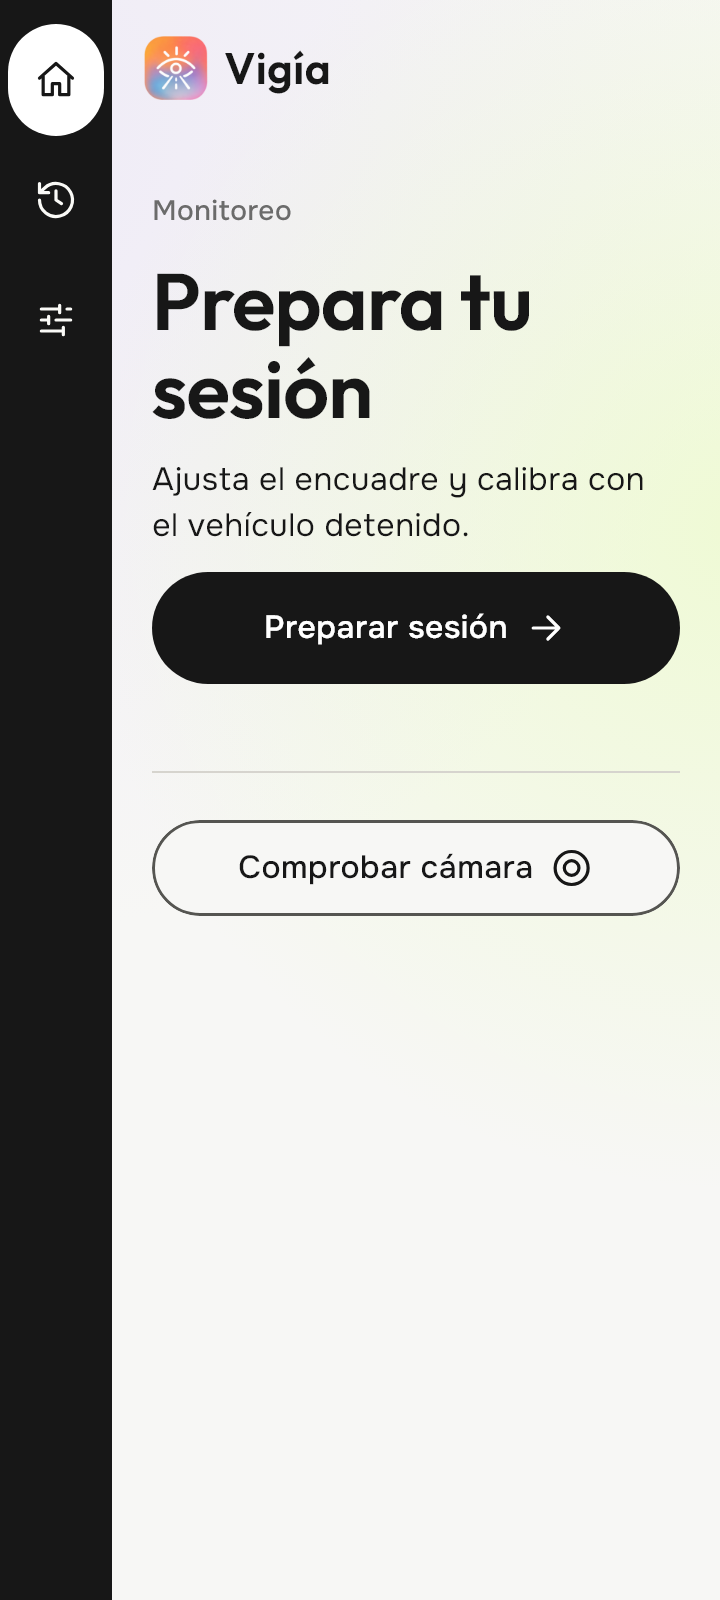 Vigía
Monitoreo
Prepara tu
sesión
Ajusta el encuadre y calibra con
el vehículo detenido.
Preparar sesión
Comprobar cámara